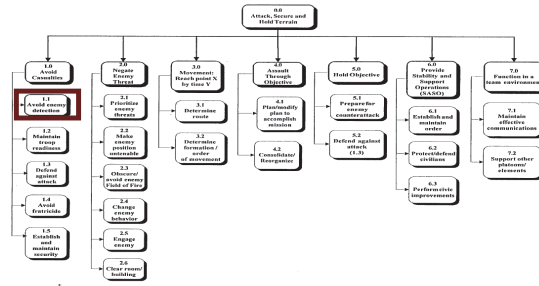 0.0
Attack, Secure and
Hold Terrain
1.0
Avoid
Casualties
1.1
Avoid enemy
detection
1.2
Maintain
troop
readiness
1.3
Defend
against
attack
1.4
Avoid
fratricide
1.5
Establish
and
maintain
security
2.0
Negate
Enemy
Threat
2.1
Prioritize
enemy
threats
2.2
Make
enemy
position
untenable
2.3
Obscure/
avoid enemy
Field of Fire
2.4
Change
enemy
behavior
2.5
Engage
enemy
2.6
Clear room/
building
3.0
Movement:
Reach point X
by time Y
3.1
Determine
route
3.2
Determine
formation /
order
of movement
4.0
Assault
Through
Objective
4.1
Plan/modify
plan to
accomplish
mission
4.2
Consolidate/
Reorganize
5.0
Hold Objective
5.1
Prepare for
enemy
counterattack
5.2
Defend against
attack
(1.3)
6.0
Provide
Stability and
Support
Operations
(SASO)
6.1
Establish and
maintain
order
6.2
Protect/defend
civilians
6.3
Perform civic
improvements
7.0
Function in a
team environment
7.1
Maintain
effective
communications
7.2
Support other
platoons/
elements